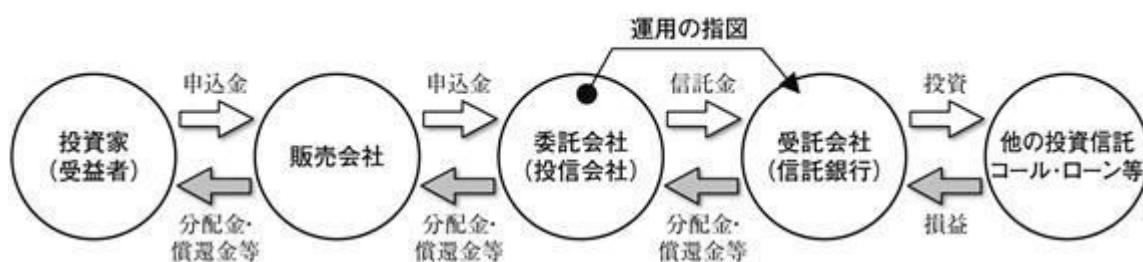 運用の指図
申込金
申込金
信託金
投資
投資家
(受益者)
販売会社
委託会社
(投信会社)
受託会社
(信託銀行)
他の投資信託
コール・ローン等
分配金・
償還金等
分配金・
償還金等
分配金・
償還金等
損益